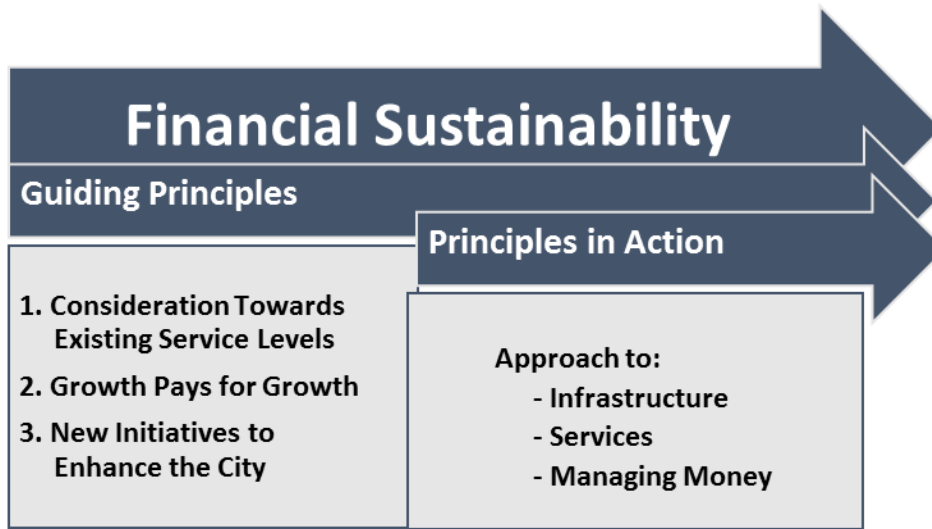 Financial Sustainability
Guiding Principles
1. Consideration Towards
Existing Service Levels
2. Growth Pays for Growth
3. New Initiatives to
Enhance the City
Principles in Action
Approach to:
- Infrastructure
- Services
- Managing Money